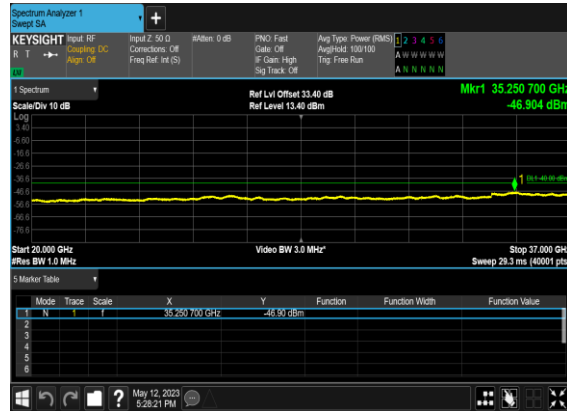 Spectrum Analyzer 1
Swept SA
+
KEYSIGHT Input: RF Input Z: 50 Ω #Atten: 0 dB PNO: Fast Avg Type: Power (RMS) 1 2 3 4 5 6
R T Coupling: DC Corrections: Off Gate: Off Avg|Hold: 100/100 A W W W W W
Align: Off Freq Ref: Int (S) IF Gain: High Trig: Free Run
LXI Sig Track: Off A N N N N N
1 Spectrum Ref Lvl Offset 33.40 dB Mkr1 35.250 700 GHz
Scale/Div 10 dB Ref Level 13.40 dBm -46.904 dBm
Log
3.40
-6.60
-16.6
-26.6
-36.6 1 DL1 -40.00 dBm
-46.6
-56.6
-66.6
-76.6
Start 20.000 GHz Video BW 3.0 MHz* Stop 37.000 GHz
#Res BW 1.0 MHz Sweep 29.3 ms (40001 pts)
5 Marker Table
Mode Trace Scale X Y Function Function Width Function Value
1 N 1 f 35.250 700 GHz -46.90 dBm
2
3
4
5
6
? May 12, 2023
5:28:21 PM